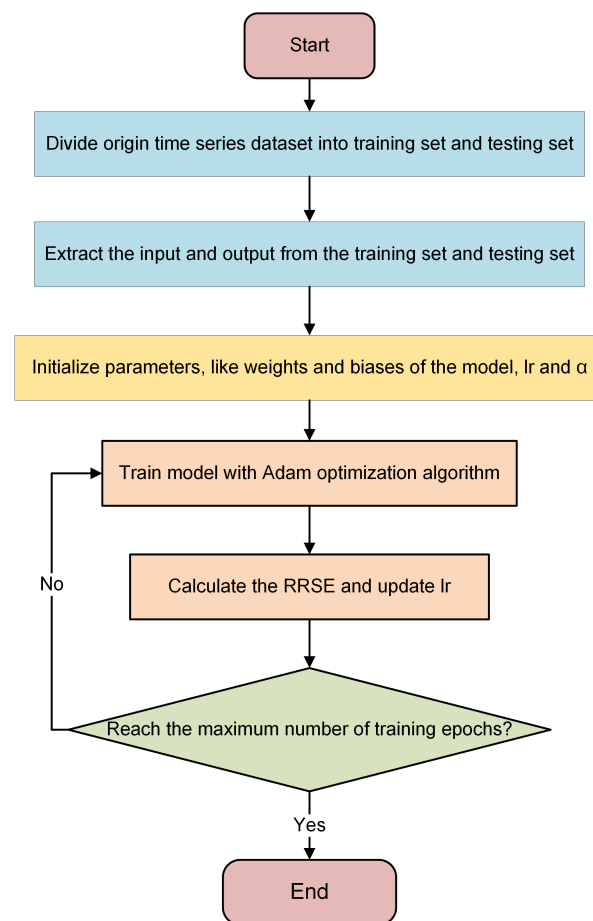 Start
Divide origin time series dataset into training set and testing set
Extract the input and output from the training set and testing set
Initialize parameters, like weights and biases of the model, lr and α
Train model with Adam optimization algorithm
Calculate the RRSE and update lr
No
Reach the maximum number of training epochs?
Yes
End